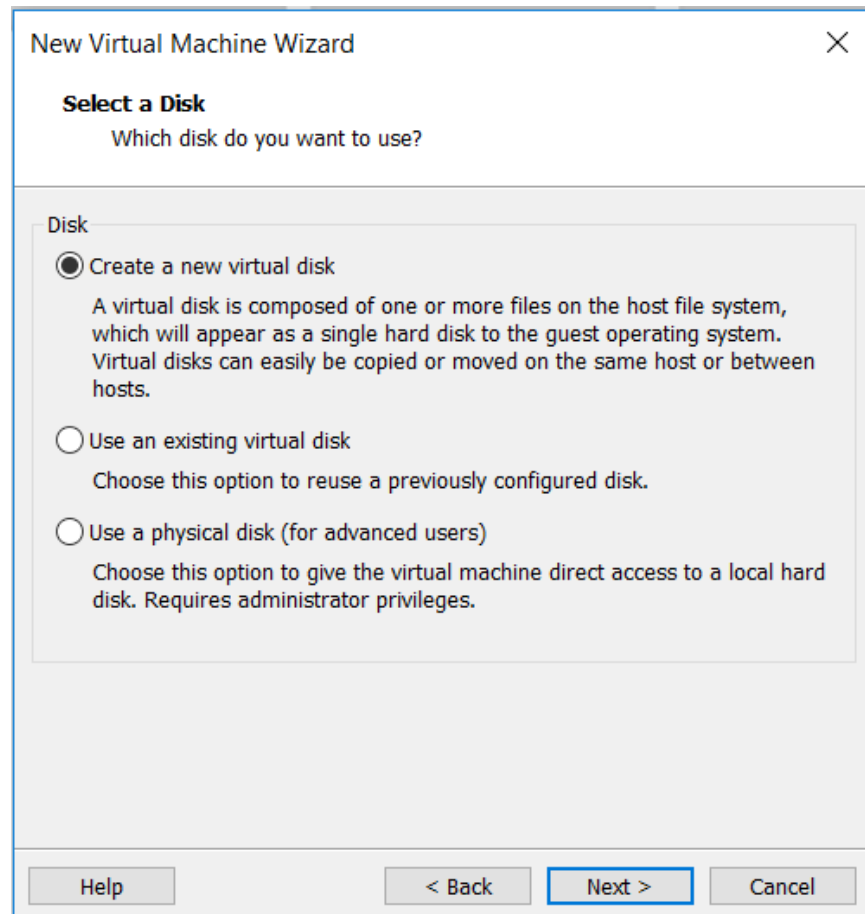 New Virtual Machine Wizard
Select a Disk
Which disk do you want to use?
Disk
Create a new virtual disk
A virtual disk is composed of one or more files on the host file system,
which will appear as a single hard disk to the guest operating system.
Virtual disks can easily be copied or moved on the same host or between
hosts.
Use an existing virtual disk
Choose this option to reuse a previously configured disk.
Use a physical disk (for advanced users)
Choose this option to give the virtual machine direct access to a local hard
disk. Requires administrator privileges.
Help < Back Next > Cancel